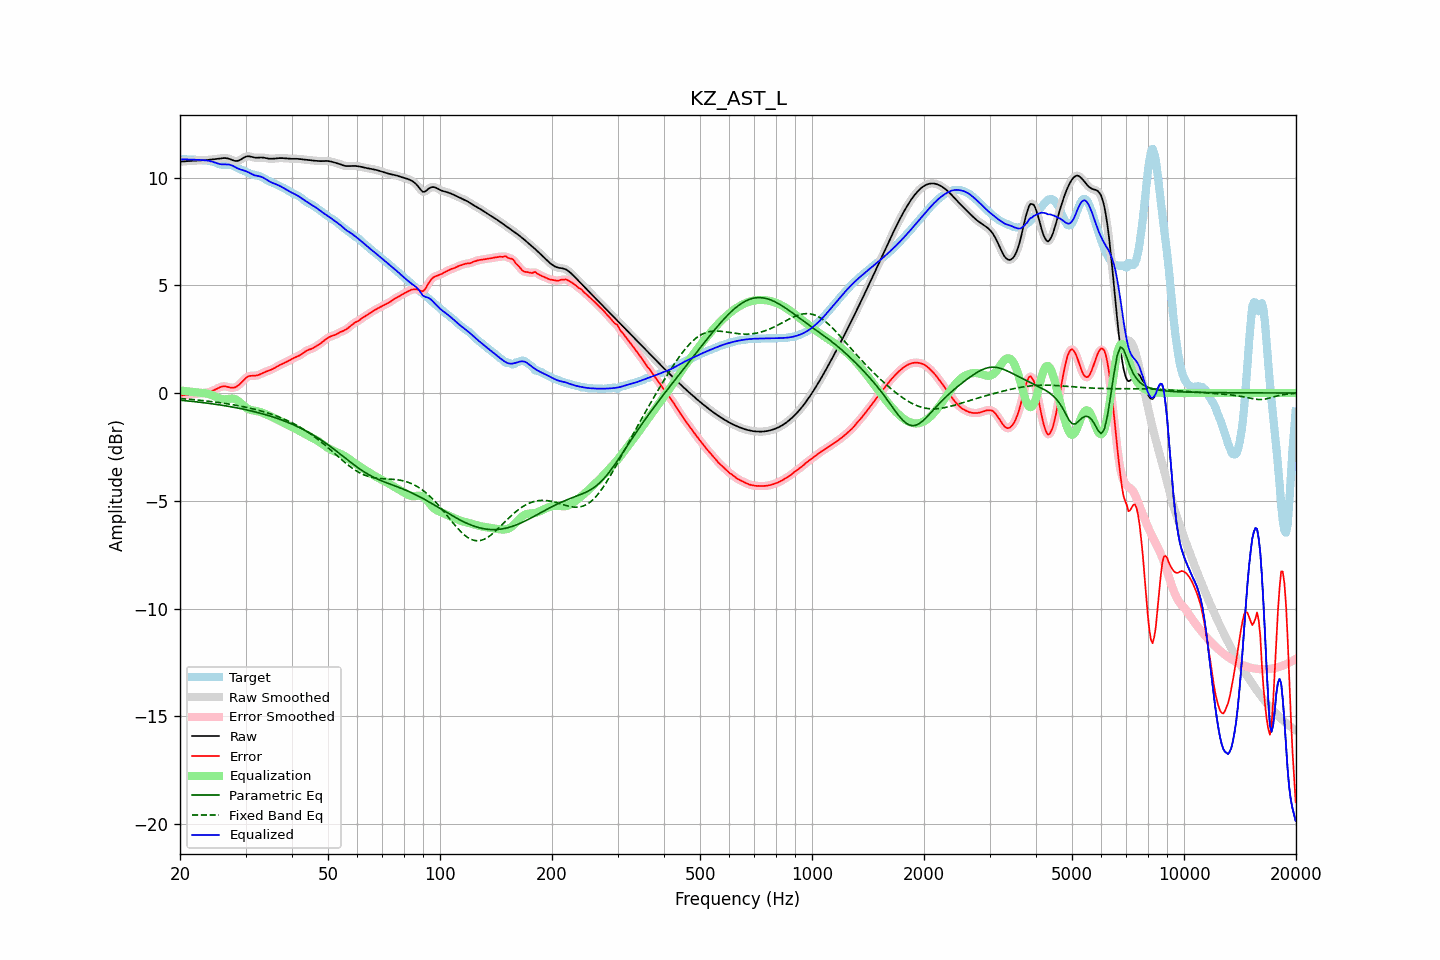 KZ_AST_L
Amplitude (dBr)
10
5
0
−5
−10
−15
−20
Target
Raw Smoothed
Error Smoothed
Raw
Error
Equalization
Parametric Eq
Fixed Band Eq
Equalized
20 50 100 200 500 1000 2000 5000 10000 20000
Frequency (Hz)